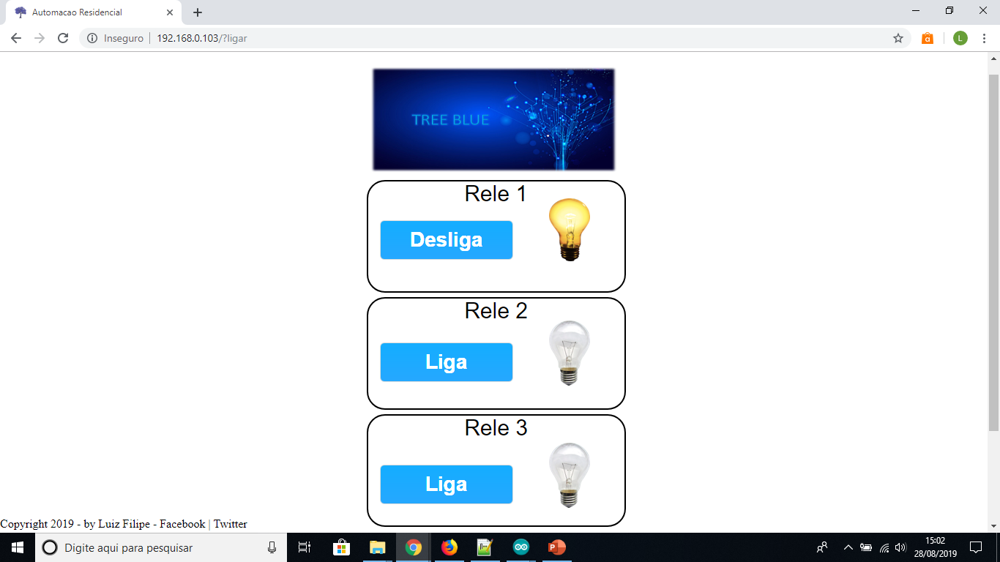 Automacao Residencial
Inseguro | 192.168.0.103/?ligar
a
L
TREE BLUE
Rele 1
Desliga
Rele 2
Liga
Rele 3
Liga
Copyright 2019 - by Luiz Filipe - Facebook | Twitter
Digite aqui para pesquisar
15:02
28/08/2019